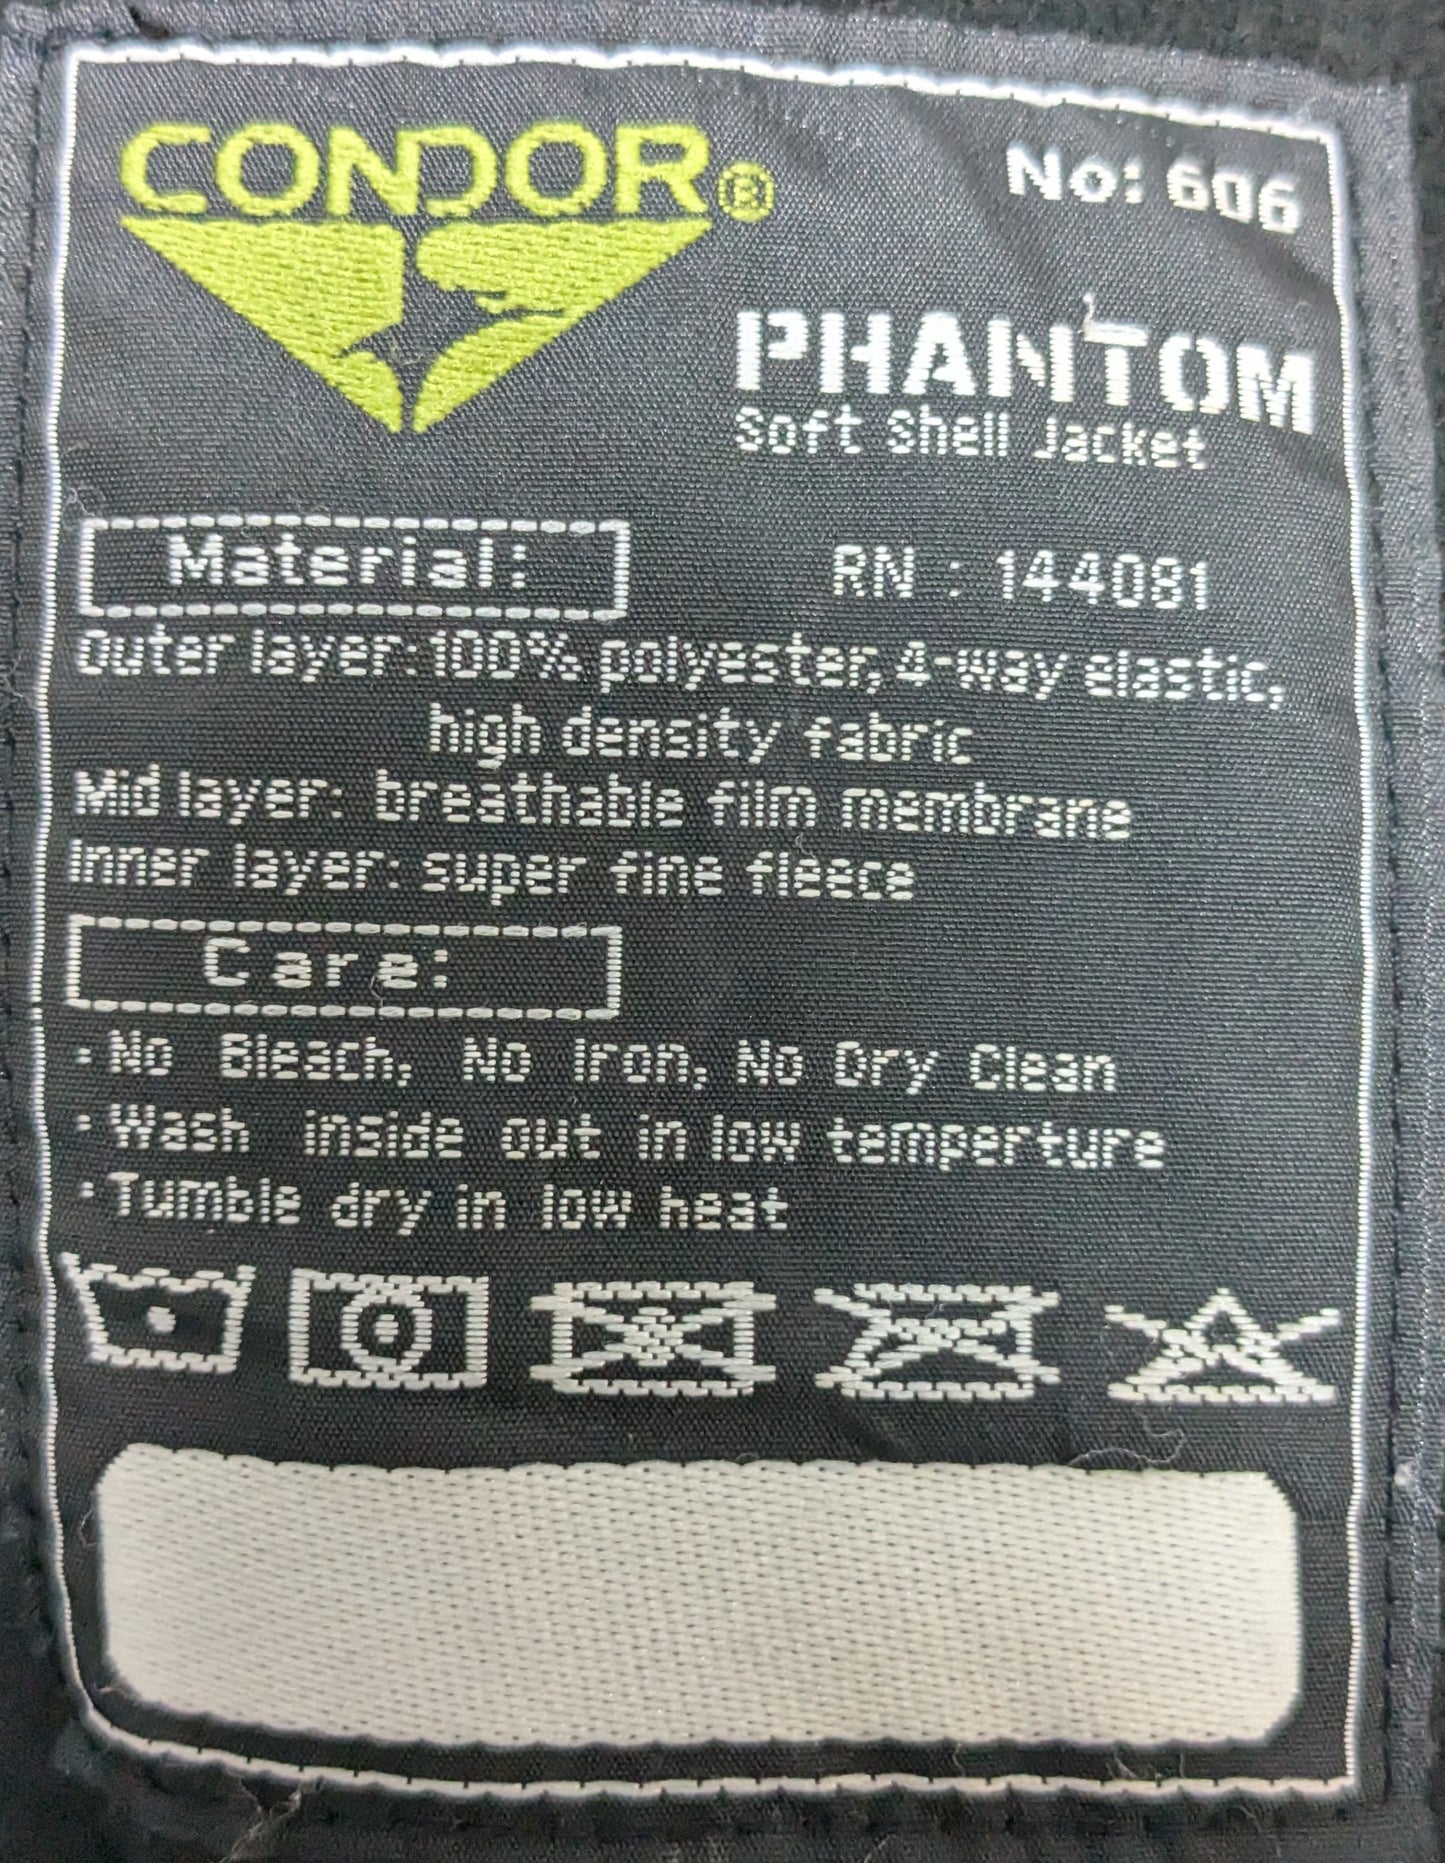 CONDOR®
No: 606
PHANTOM
Soft Shell Jacket
Material:
RN : 144081
Outer layer: 100% polyester, 4-way elastic,
high density fabric
Mid layer: breathable film membrane
Inner layer: super fine fleece
Care:
·No Bleach, No Iron, No Dry Clean
·Wash inside out in low temperture
·Tumble dry in low heat